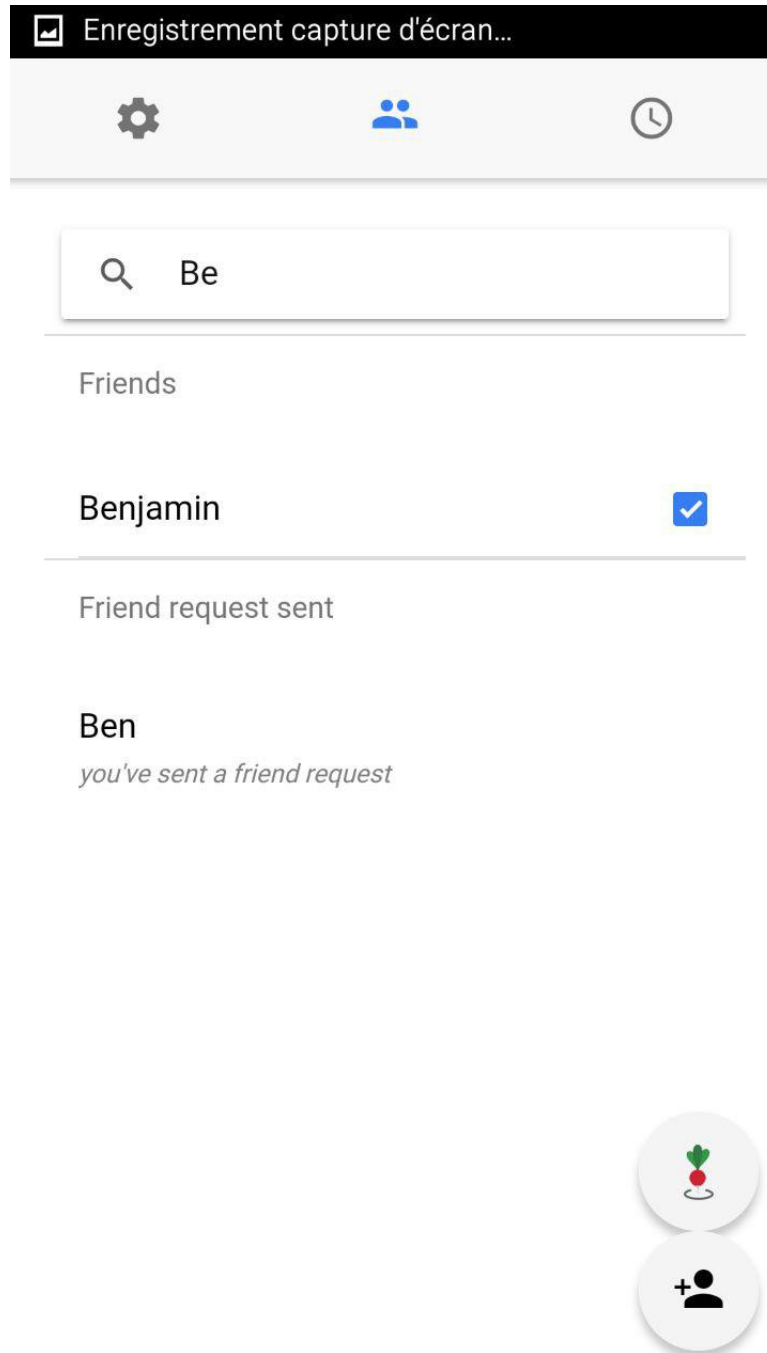 Enregistrement capture d'écran...
Be
Friends
Benjamin
Friend request sent
Ben
you've sent a friend request